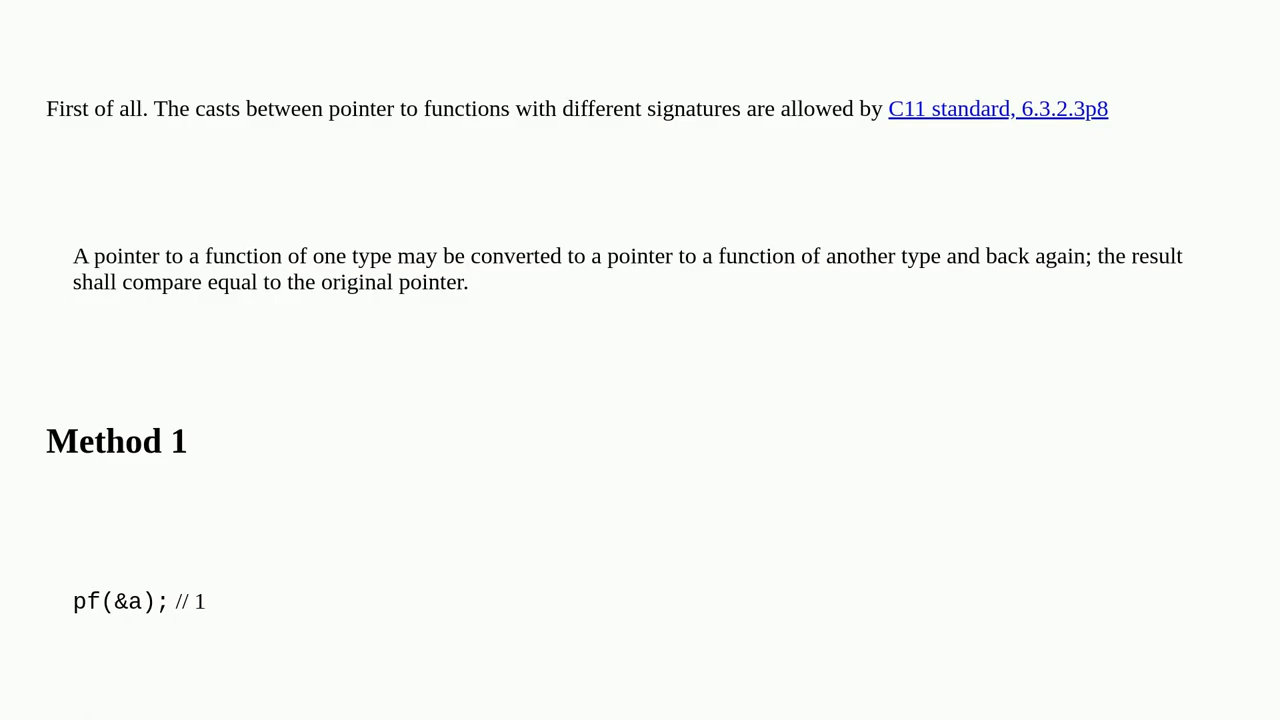 First of all. The casts between pointer to functions with different signatures are allowed by C11 standard, 6.3.2.3p8
A pointer to a function of one type may be converted to a pointer to a function of another type and back again; the result
shall compare equal to the original pointer.
Method 1
pf(&a); // 1